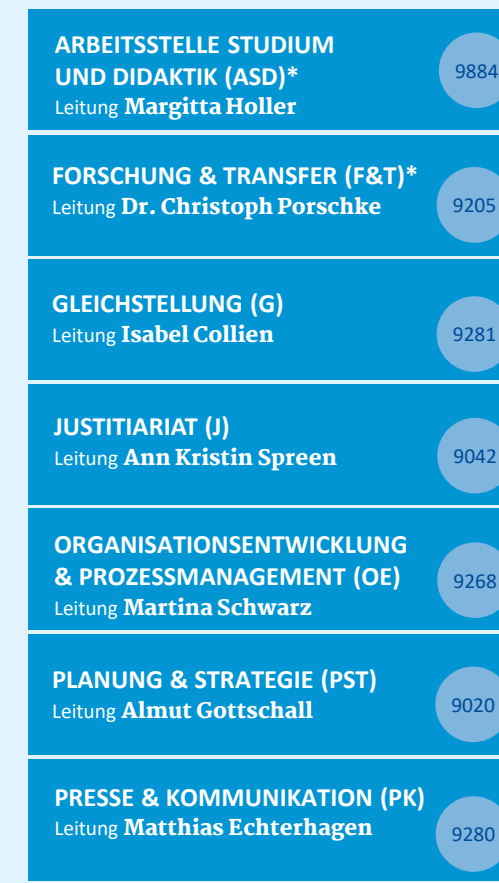 ARBEITSSTELLE STUDIUM
UND DIDAKTIK (ASD)*
Leitung Margitta Holler
9884
FORSCHUNG & TRANSFER (F&T)*
Leitung Dr. Christoph Porschke
9205
GLEICHSTELLUNG (G)
Leitung Isabel Collien
9281
JUSTITIARIAT (J)
Leitung Ann Kristin Spreen
9042
ORGANISATIONSENTWICKLUNG
& PROZESSMANAGEMENT (OE)
Leitung Martina Schwarz
9268
PLANUNG & STRATEGIE (PST)
Leitung Almut Gottschall
9020
PRESSE & KOMMUNIKATION (PK)
Leitung Matthias Echterhagen
9280